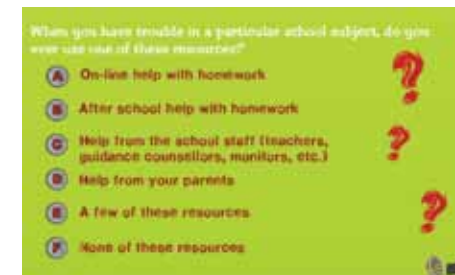 When you have trouble in a particular school subject, do you
ever use one of these resources?
A On-line help with homework
B After school help with homework
C Help from the school staff (teachers,
guidance counsellors, monitors, etc.)
D Help from your parents
E A few of these resources
F None of these resources